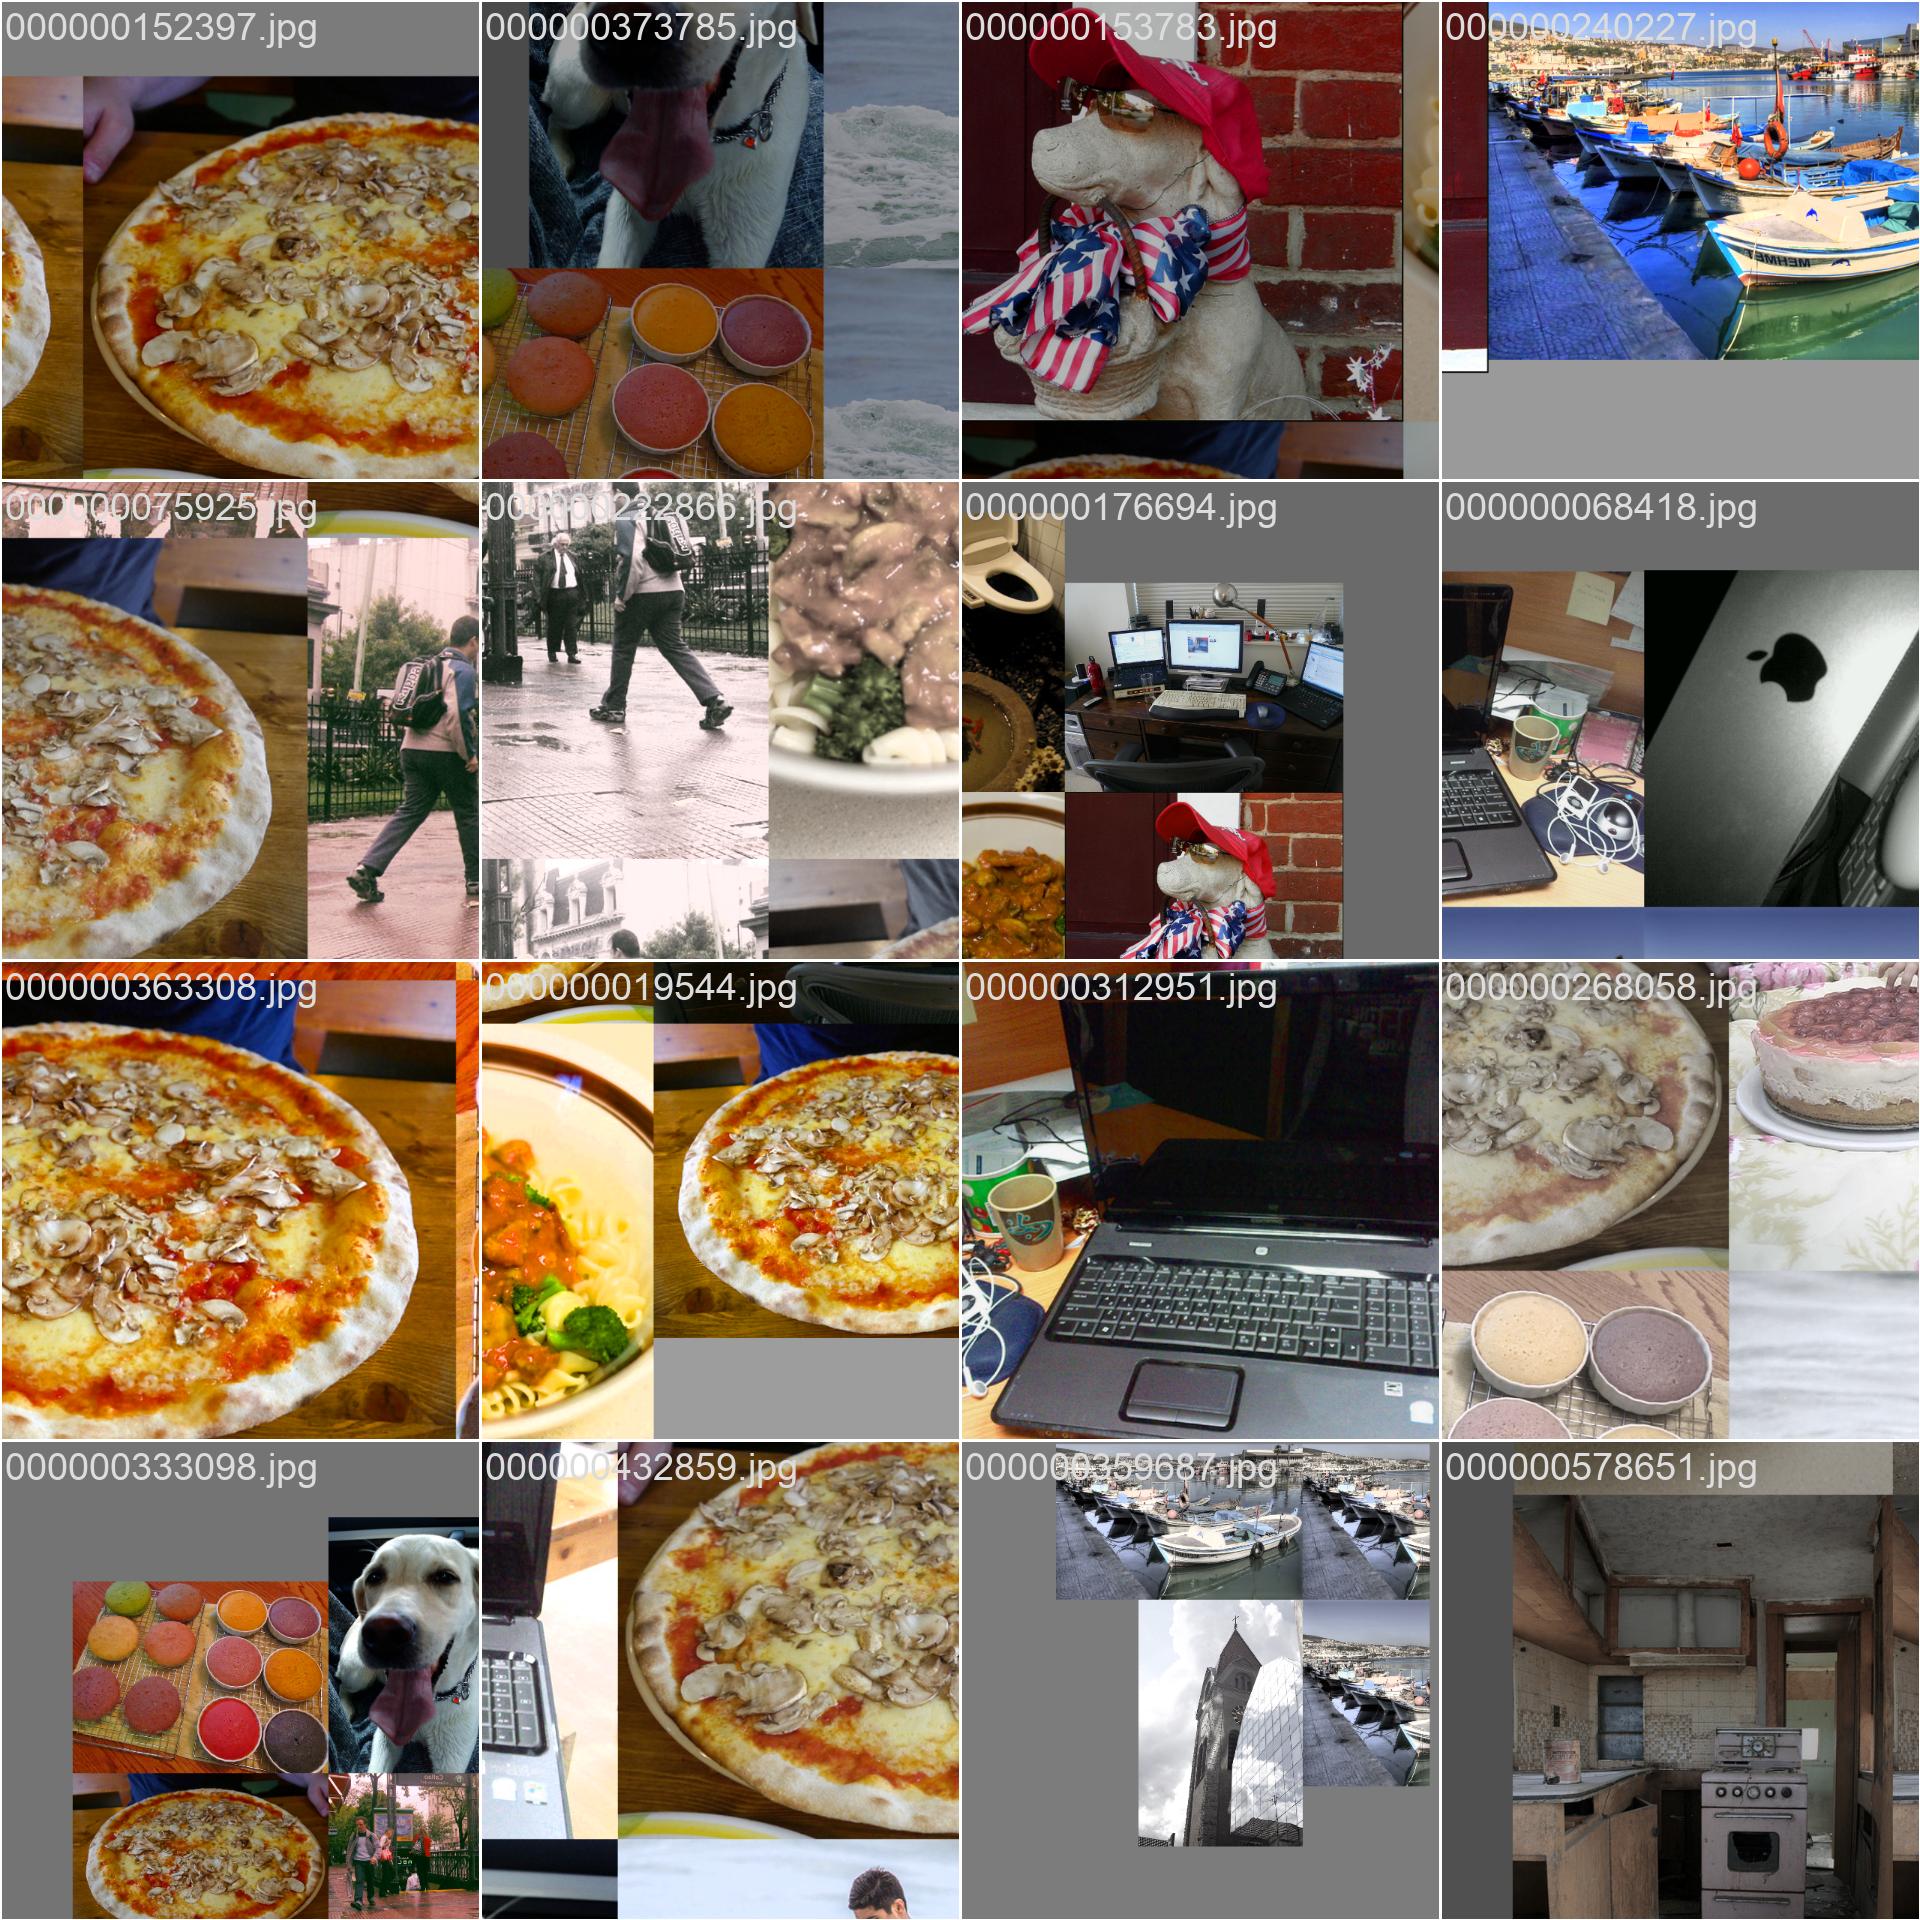 000000152397.jpg
000000373785.jpg
000000153783.jpg
000000240227.jpg
000000075925.jpg
000000222866.jpg
000000176694.jpg
000000068418.jpg
000000363308.jpg
000000019544.jpg
000000312951.jpg
000000268058.jpg
000000333098.jpg
000000432859.jpg
000000359687.jpg
000000578651.jpg